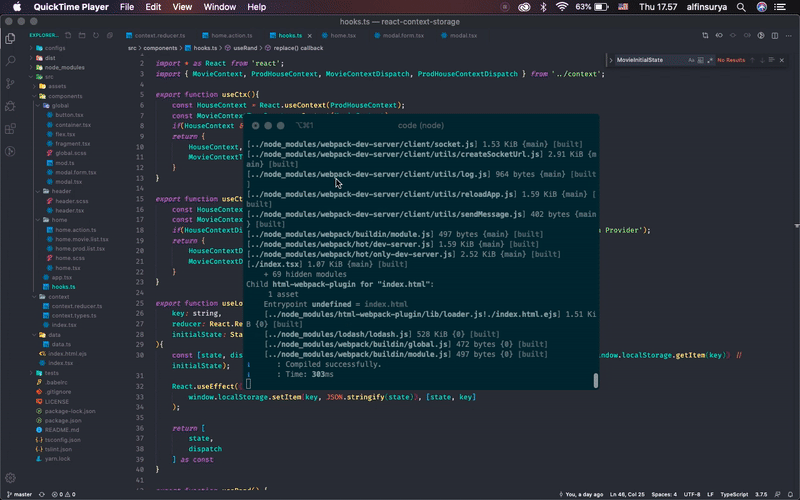 QuickTime Player File Edit View Window Help 63% Thu 17.57 alfinsurya
hooks.ts — react-context-storage
EXPLORER... context.reducer.ts home.action.ts hooks.ts home.tsx modal.form.tsx modal.tsx
src > components > hooks.ts > useRand > replace() callback
configs
dist
node_modules
src
assets
components
global
button.tsx
container.tsx
flex.tsx
fragment.tsx
global.scss
mod.ts
modal.form.tsx
modal.tsx
header
header.scss
header.tsx
home
home.action.ts
home.movie.list.tsx
home.prod.list.tsx
home.scss
home.tsx
app.tsx
hooks.ts
context
context.reducer.ts
context.types.ts
index.tsx
data
data.ts
index.html.ejs
index.tsx
tests
.babelrc
.gitignore
LICENSE
package-lock.json
package.json
README.md
tsconfig.json
tslint.json
yarn.lock
MovieInitialState No Results
import * as React from 'react';
import { MovieContext, ProdHouseContext, MovieContextDispatch, ProdHouseContextDispatch } from '../context';
export function useCtx(){
const HouseContext = React.useContext(ProdHouseContext);
const MovieConte
if(HouseContext
return {
HouseContext
MovieConte
}
}
export function useCt
const HouseConte
const MovieConte
if(HouseContextDi Provider');
return {
HouseContextD
MovieContextD
}
}
export function useLo
key: string,
reducer: React.Re
initialState: Sta
){
const [state, dis window.localStorage.getItem(key)) ||
initialState);
React.useEffect(
window.localStorage.setItem(key, JSON.stringify(state)), [state, key]
);
return [
state,
dispatch
] as const
}
code (node)
[../node_modules/webpack-dev-server/client/socket.js] 1.53 KiB {main} [built]
[../node_modules/webpack-dev-server/client/utils/createSocketUrl.js] 2.91 KiB {m
ain} [built]
[../node_modules/webpack-dev-server/client/utils/log.js] 964 bytes {main} [built
]
[../node_modules/webpack-dev-server/client/utils/reloadApp.js] 1.59 KiB {main} [
built]
[../node_modules/webpack-dev-server/client/utils/sendMessage.js] 402 bytes {main
} [built]
[../node_modules/webpack/buildin/module.js] 497 bytes {main} [built]
[../node_modules/webpack/hot/dev-server.js] 1.59 KiB {main} [built]
[../node_modules/webpack/hot/only-dev-server.js] 2.52 KiB {main} [built]
[./index.tsx] 1.07 KiB {main} [built]
+ 69 hidden modules
Child html-webpack-plugin for "index.html":
1 asset
Entrypoint undefined = index.html
[../node_modules/html-webpack-plugin/lib/loader.js!./index.html.ejs] 1.51 Ki
B {0} [built]
[../node_modules/lodash/lodash.js] 528 KiB {0} [built]
[../node_modules/webpack/buildin/global.js] 472 bytes {0} [built]
[../node_modules/webpack/buildin/module.js] 497 bytes {0} [built]
: Compiled successfully.
: Time: 303ms
master 0 0 You, a day ago Ln 46, Col 25 Spaces: 4 UTF-8 LF TypeScript 3.7.5